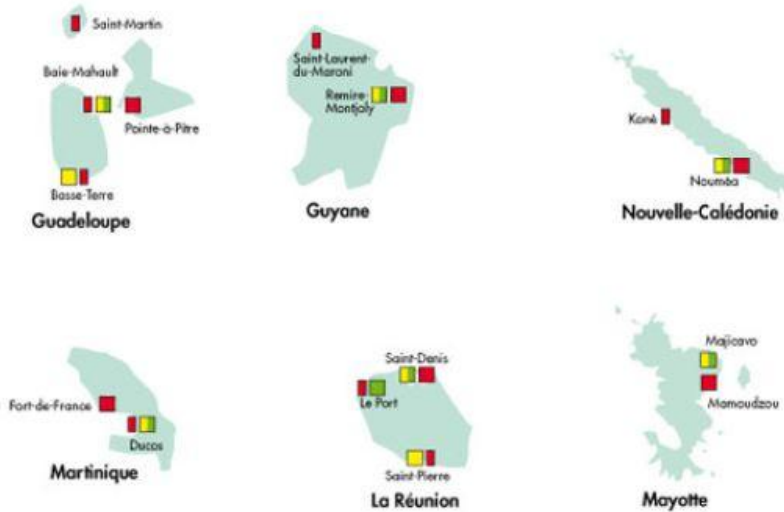 Saint-Martin
Baie-Mahault
Pointe-à-Pitre
Basse-Terre
Guadeloupe
Saint-Laurent-
du-Maroni
Remire-
Montjoly
Guyane
Koné
Nouméa
Nouvelle-Calédonie
Fort-de-France
Ducos
Martinique
Saint-Denis
Le Port
Saint-Pierre
La Réunion
Majicavo
Mamoudzou
Mayotte